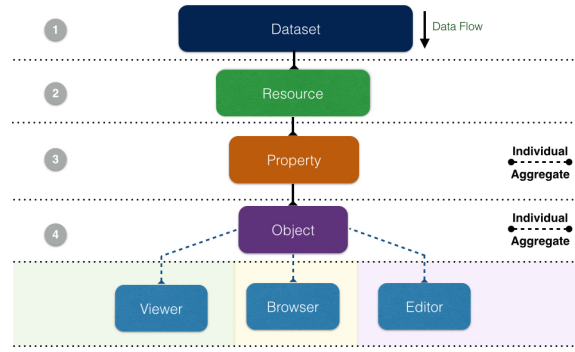 1
Dataset
Data Flow
2
Resource
3
Property
Individual
Aggregate
4
Object
Individual
Aggregate
Viewer
Browser
Editor